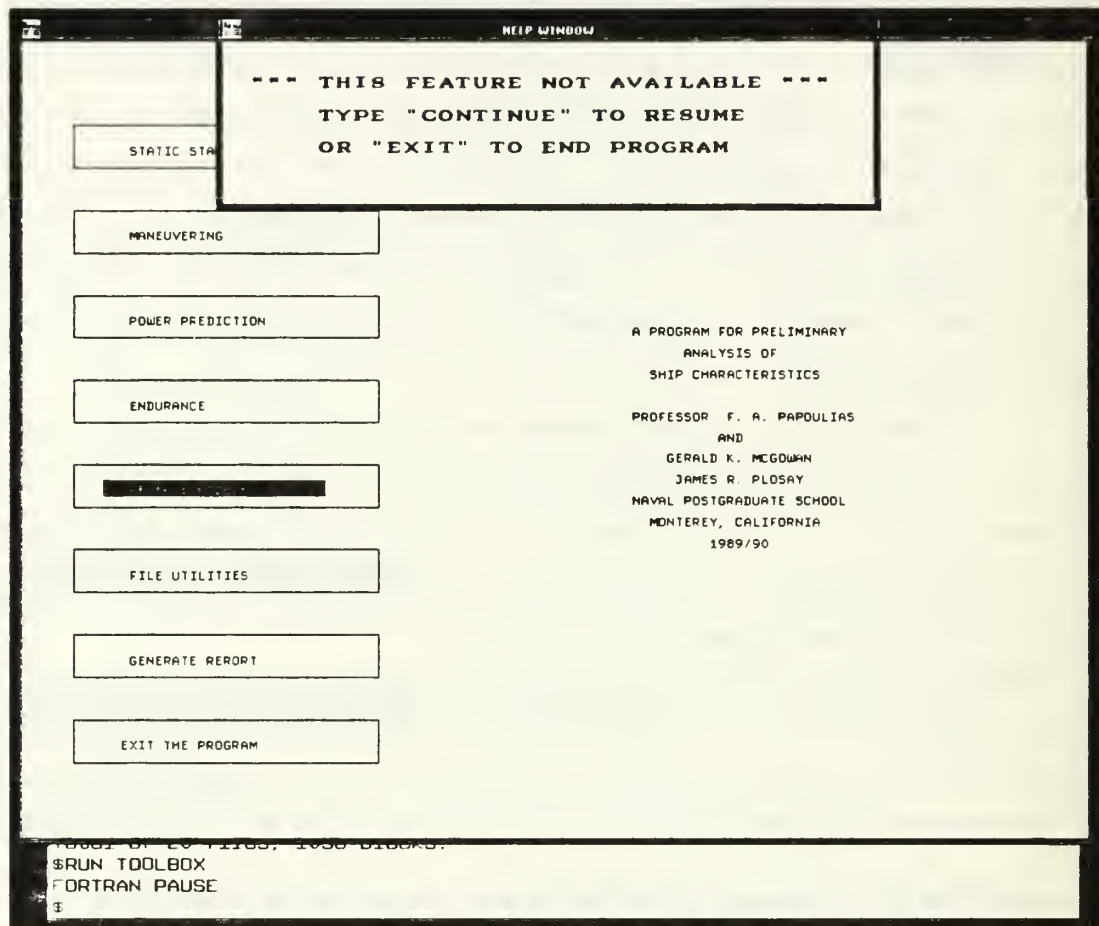 HELP WINDOW
*** THIS FEATURE NOT AVAILABLE ***
TYPE "CONTINUE" TO RESUME
OR "EXIT" TO END PROGRAM
STATIC STA
MANEUVERING
POWER PREDICTION
ENDURANCE
FILE UTILITIES
GENERATE RERORT
EXIT THE PROGRAM
A PROGRAM FOR PRELIMINARY
ANALYSIS OF
SHIP CHARACTERISTICS
PROFESSOR F. A. PAPOULIAS
AND
GERALD K. MCGOWAN
JAMES R. PLOSAY
NAVAL POSTGRADUATE SCHOOL
MONTEREY, CALIFORNIA
1989/90
$RUN TOOLBOX
FORTRAN PAUSE
$